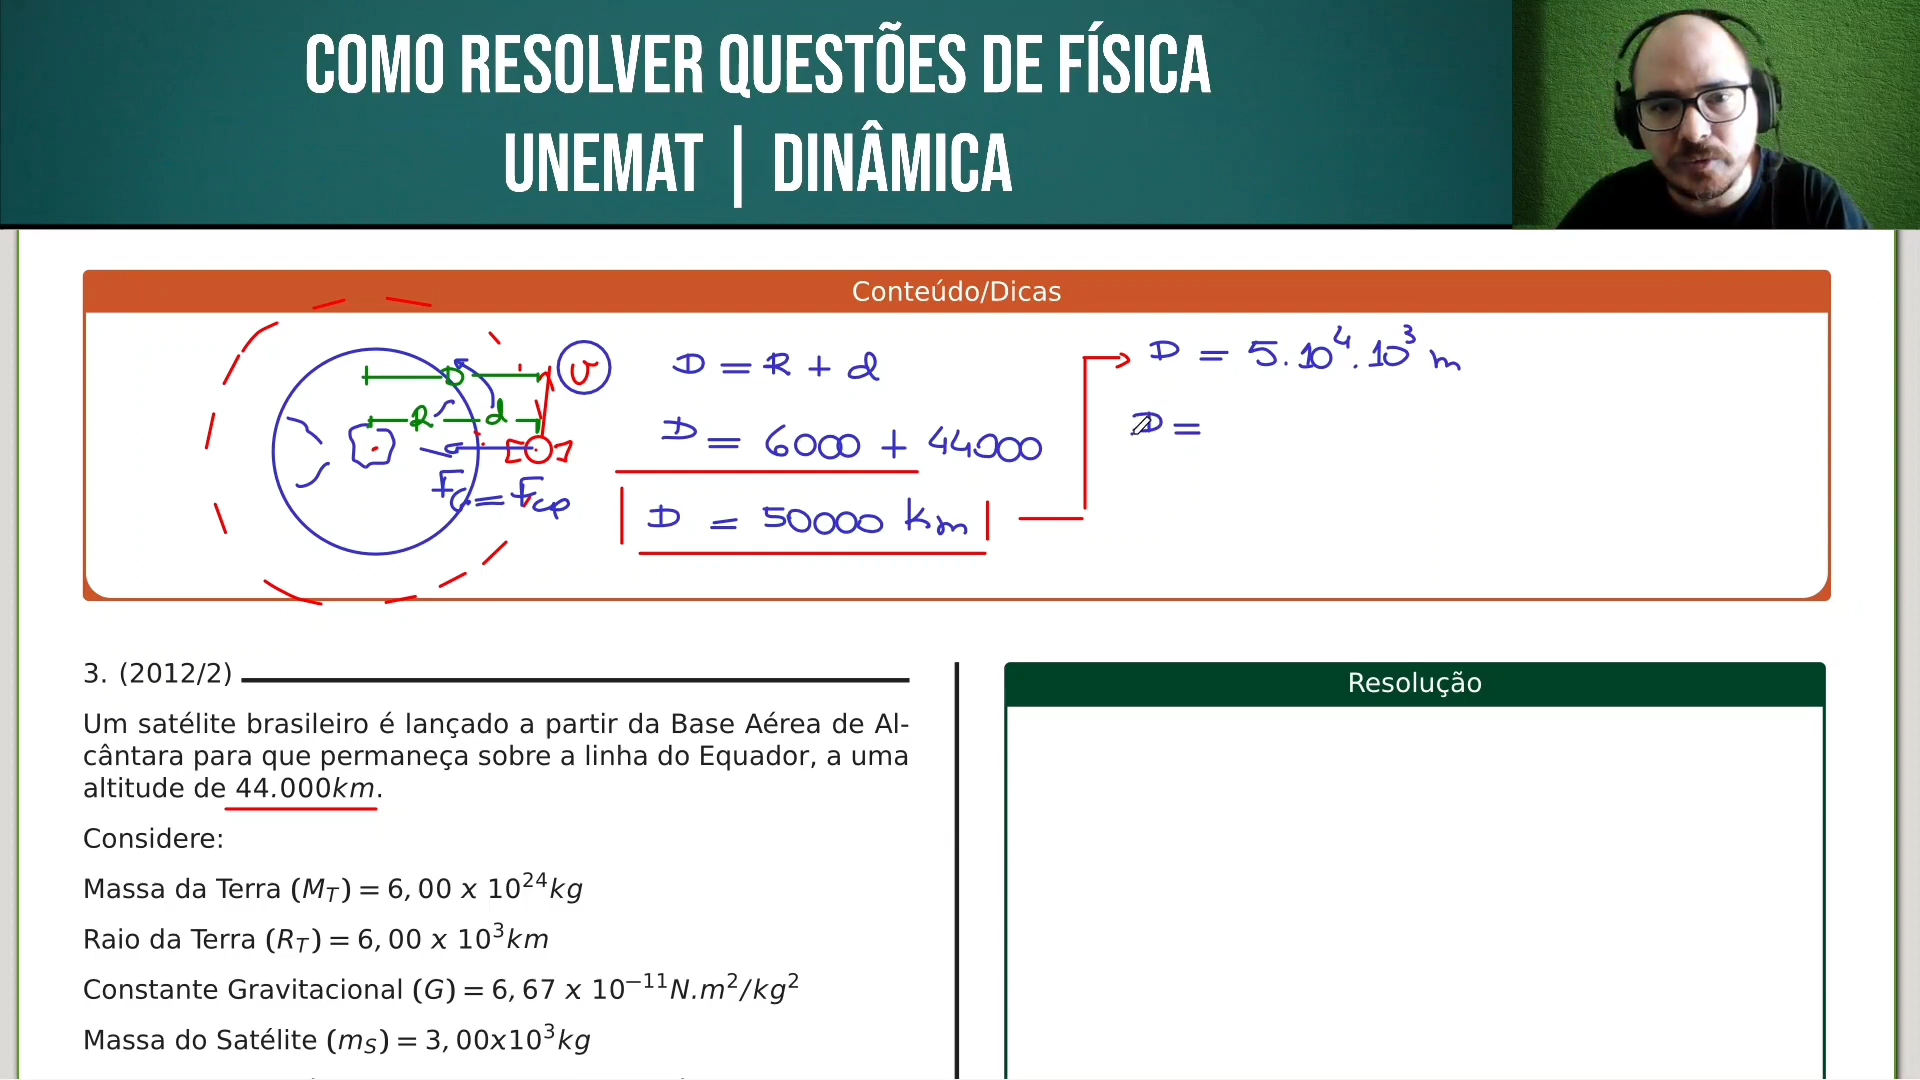 COMO RESOLVER QUESTÕES DE FÍSICA
UNEMAT | DINÂMICA
Conteúdo/Dicas
D
R d
v
F_G = F_cp
D = R + d
D = 6000 + 44000
D = 50000 km
D = 5.10⁴.10³ m
D =
3. (2012/2)
Um satélite brasileiro é lançado a partir da Base Aérea de Al-
cântara para que permaneça sobre a linha do Equador, a uma
altitude de 44.000km.
Considere:
Massa da Terra (M_T) = 6, 00 x 10²⁴kg
Raio da Terra (R_T) = 6, 00 x 10³km
Constante Gravitacional (G) = 6, 67 x 10⁻¹¹N.m²/kg²
Massa do Satélite (m_S) = 3, 00x10³kg
Resolução